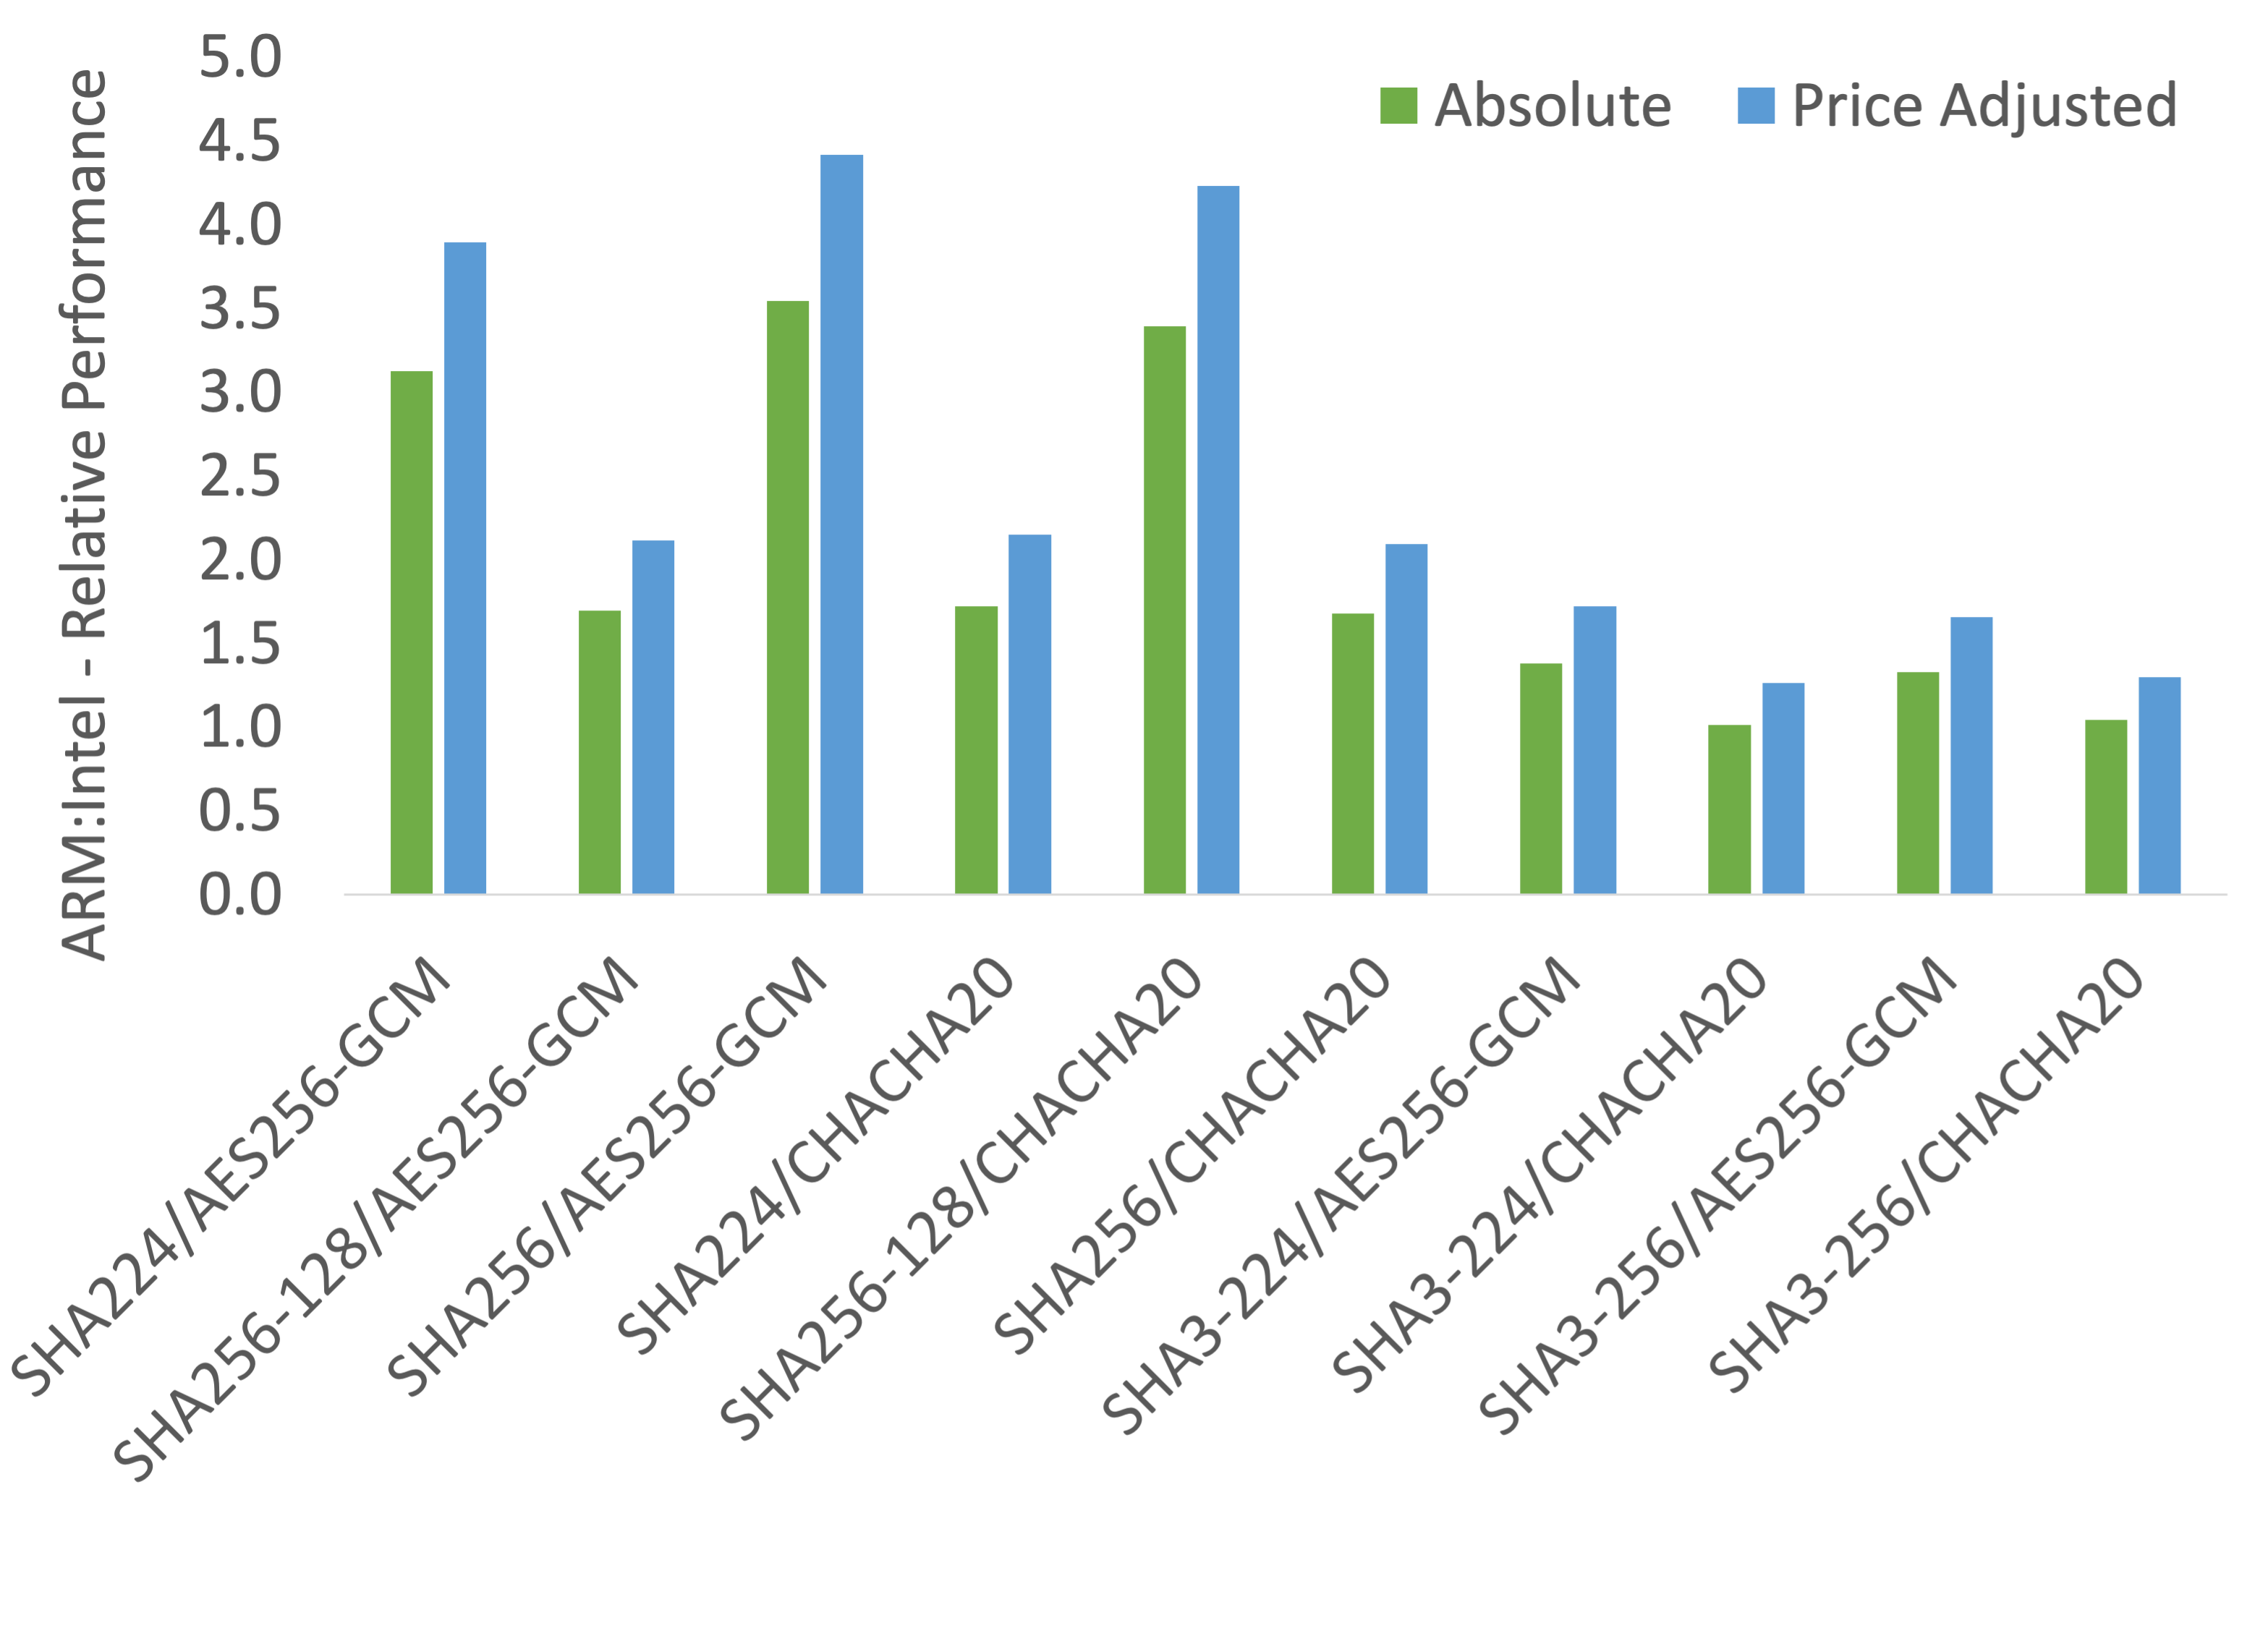 ARM::Intel - Relative Performance
5.0
4.5
4.0
3.5
3.0
2.5
2.0
1.5
1.0
0.5
0.0
Absolute
Price Adjusted
SHA224/AES256-GCM
SHA256-128/AES256-GCM
SHA256/AES256-GCM
SHA224/CHACHA20
SHA256-128/CHACHA20
SHA256/CHACHA20
SHA3-224/AES256-GCM
SHA3-224/CHACHA20
SHA3-256/AES256-GCM
SHA3-256/CHACHA20